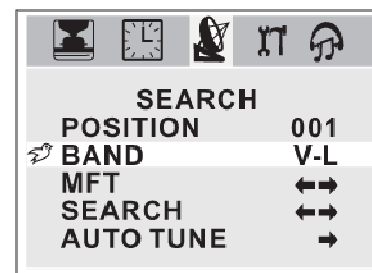 SEARCH
POSITION 001
BAND V-L
MFT ←→
SEARCH ←→
AUTO TUNE →